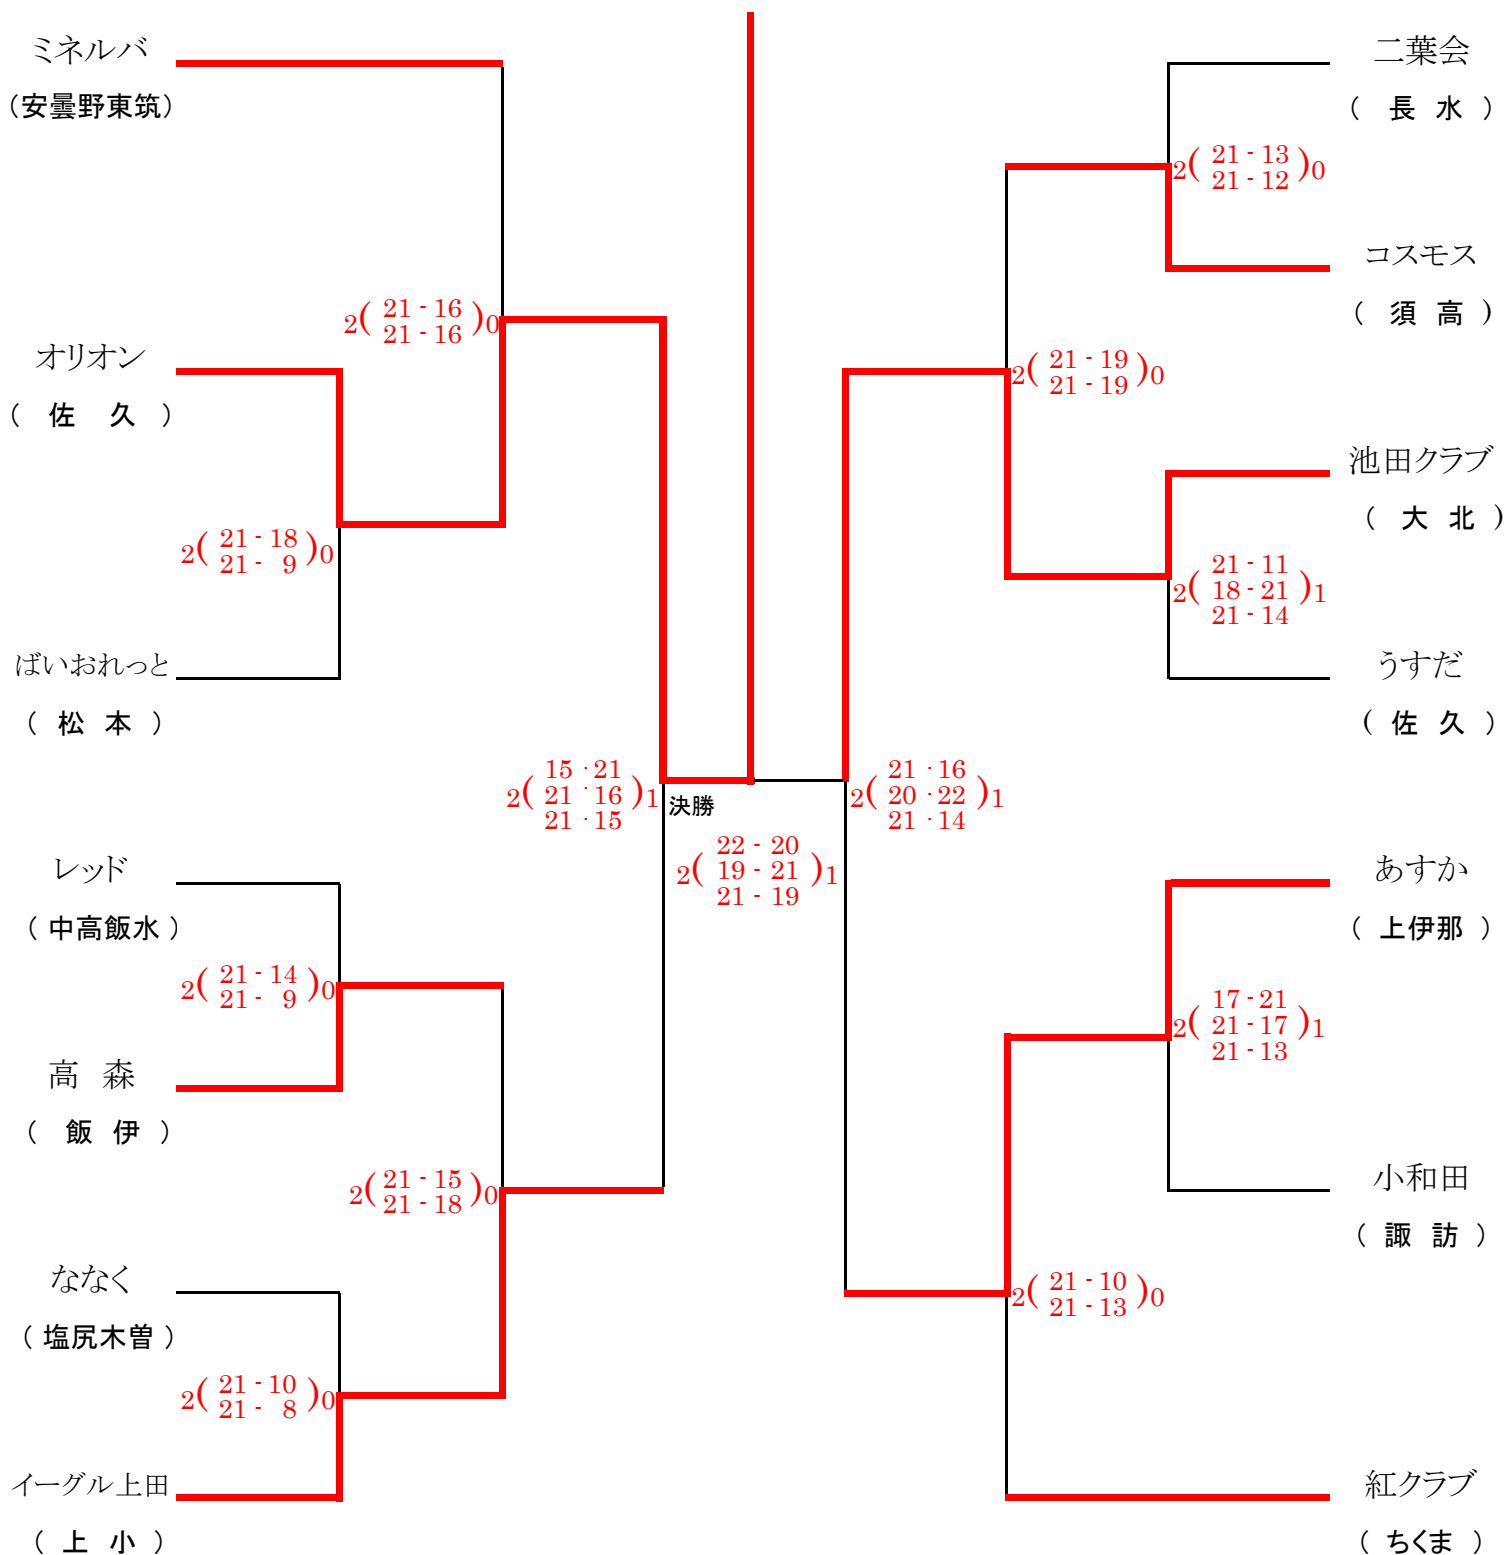 ミネルバ
(安曇野東筑)
オリオン
( 佐 久 )
ばいおれっと
( 松 本 )
レッド
( 中高飯水 )
高 森
( 飯 伊 )
ななく
( 塩尻木曽 )
イーグル上田
( 上 小 )
2( 21 - 18 )0
21 - 9
2( 21 - 14 )0
21 - 9
2( 21 - 10 )0
21 - 8
2( 21 - 16 )0
21 - 16
2( 21 - 15 )0
21 - 18
15 - 21
2( 21 - 16 )1
21 - 15
決勝
22 - 20
2( 19 - 21 )1
21 - 19
21 - 16
2( 20 - 22 )1
21 - 14
2( 21 - 19 )0
21 - 19
2( 21 - 10 )0
21 - 13
2( 21 - 13 )0
21 - 12
21 - 11
2( 18 - 21 )1
21 - 14
17 - 21
2( 21 - 17 )1
21 - 13
二葉会
( 長 水 )
コスモス
( 須 高 )
池田クラブ
( 大 北 )
うすだ
( 佐 久 )
あすか
( 上伊那 )
小和田
( 諏 訪 )
紅クラブ
( ちくま )